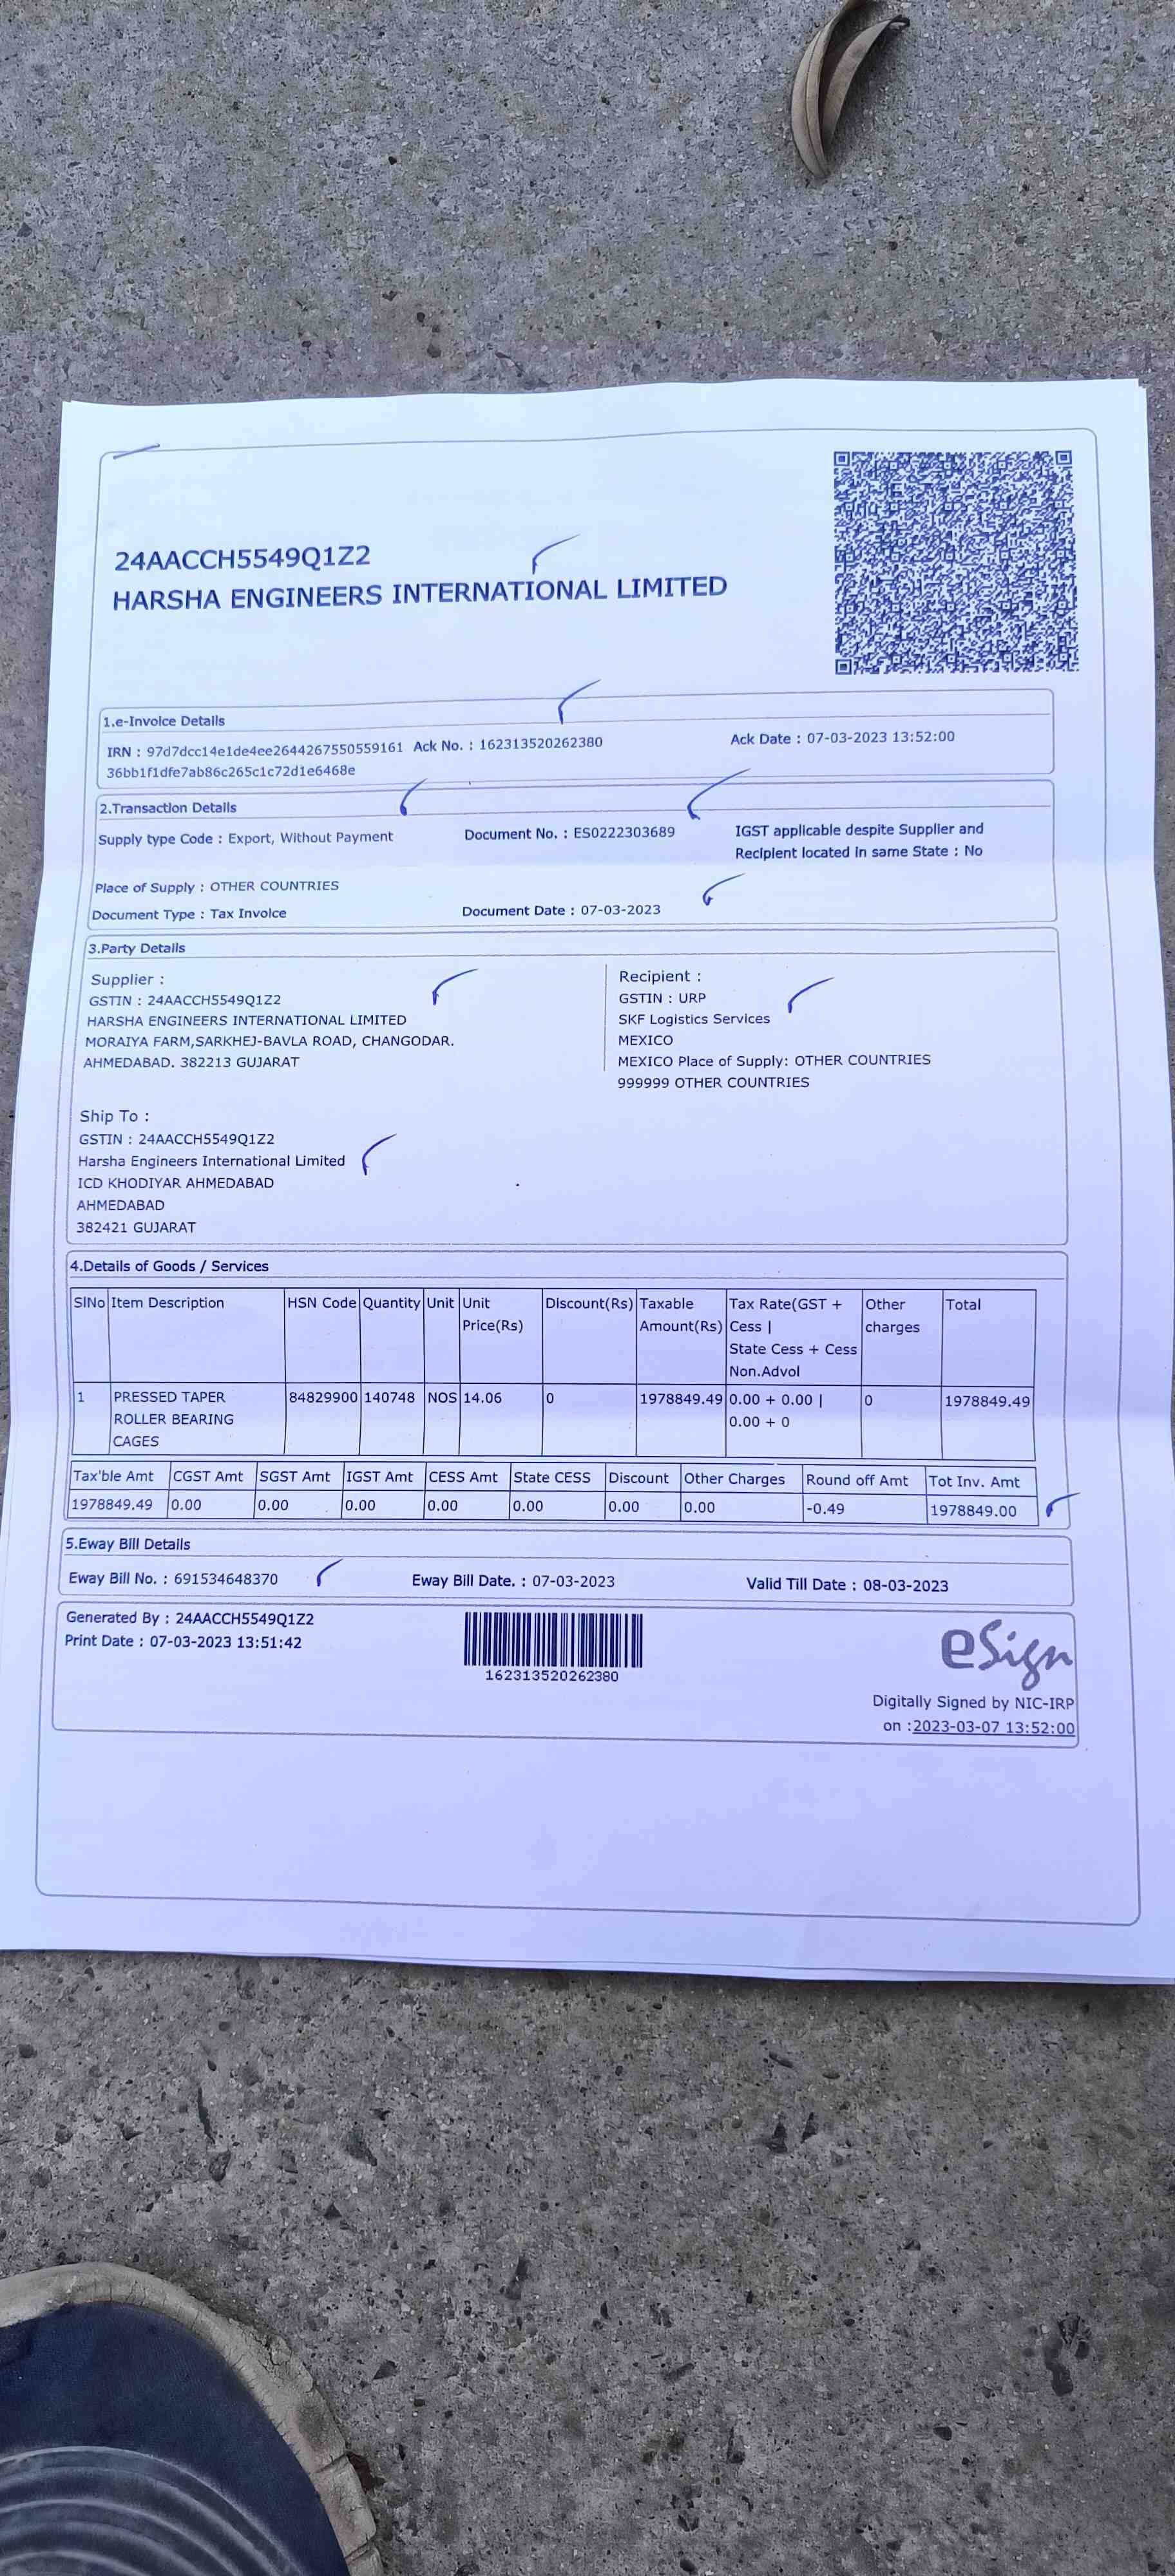 24AACCH5549Q1Z2
HARSHA ENGINEERS INTERNATIONAL LIMITED
1.e-Invoice Details
IRN : 97d7dcc14e1de4ee2644267550559161 Ack No. : 162313520262380 Ack Date : 07-03-2023 13:52:00
36bb1f1dfe7ab86c265c1c72d1e6468e
2.Transaction Details
Supply type Code : Export, Without Payment Document No. : ES0222303689 IGST applicable despite Supplier and
Recipient located in same State : No
Place of Supply : OTHER COUNTRIES
Document Type : Tax Invoice Document Date : 07-03-2023
3.Party Details
Supplier :
GSTIN : 24AACCH5549Q1Z2
HARSHA ENGINEERS INTERNATIONAL LIMITED
MORAIYA FARM,SARKHEJ-BAVLA ROAD, CHANGODAR.
AHMEDABAD. 382213 GUJARAT
Recipient :
GSTIN : URP
SKF Logistics Services
MEXICO
MEXICO Place of Supply: OTHER COUNTRIES
999999 OTHER COUNTRIES
Ship To :
GSTIN : 24AACCH5549Q1Z2
Harsha Engineers International Limited
ICD KHODIYAR AHMEDABAD
AHMEDABAD
382421 GUJARAT
4.Details of Goods / Services
SlNo Item Description HSN Code Quantity Unit Unit Discount(Rs) Taxable Tax Rate(GST + Other Total
Price(Rs) Amount(Rs) Cess | charges
State Cess + Cess
Non.Advol
1 PRESSED TAPER 84829900 140748 NOS 14.06 0 1978849.49 0.00 + 0.00 | 0 1978849.49
ROLLER BEARING 0.00 + 0
CAGES
Tax'ble Amt CGST Amt SGST Amt IGST Amt CESS Amt State CESS Discount Other Charges Round off Amt Tot Inv. Amt
1978849.49 0.00 0.00 0.00 0.00 0.00 0.00 0.00 -0.49 1978849.00
5.Eway Bill Details
Eway Bill No. : 691534648370 Eway Bill Date. : 07-03-2023 Valid Till Date : 08-03-2023
Generated By : 24AACCH5549Q1Z2
Print Date : 07-03-2023 13:51:42
162313520262380
eSign
Digitally Signed by NIC-IRP
on :2023-03-07 13:52:00